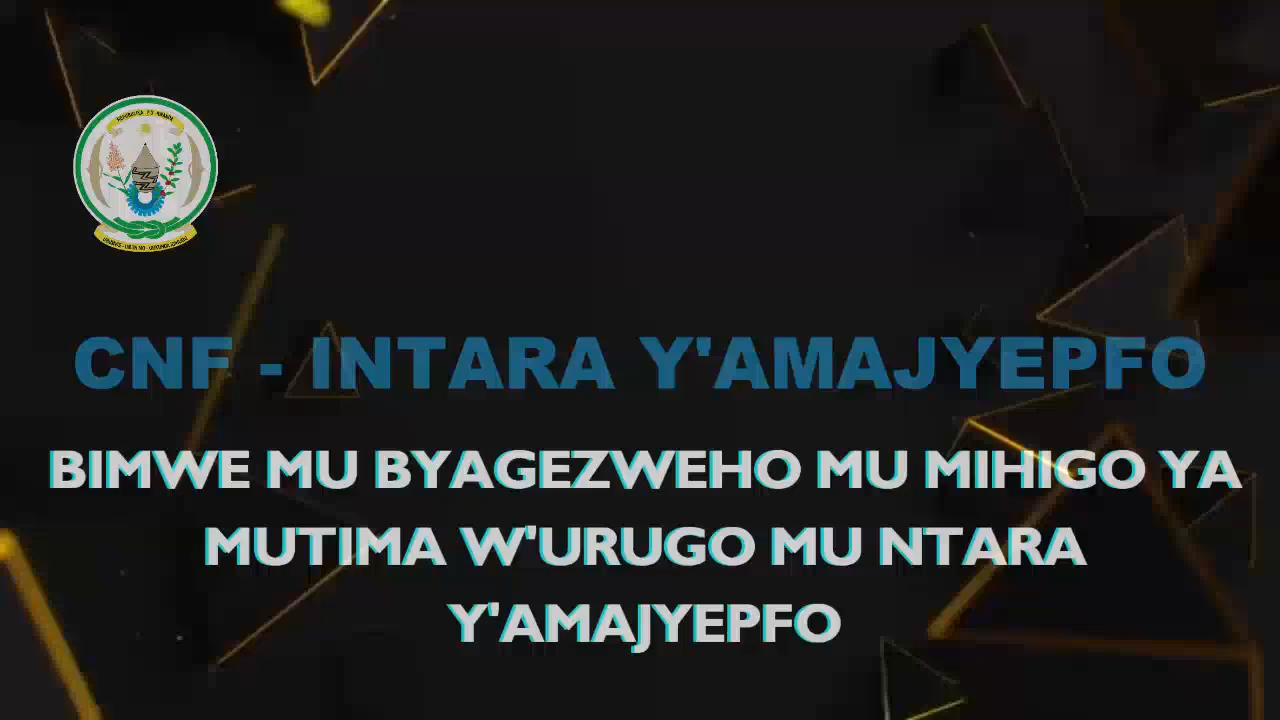 CNF - INTARA Y'AMAJYEPFO
BIMWE MU BYAGEZWEHO MU MIHIGO YA
MUTIMA W'URUGO MU NTARA
Y'AMAJYEPFO